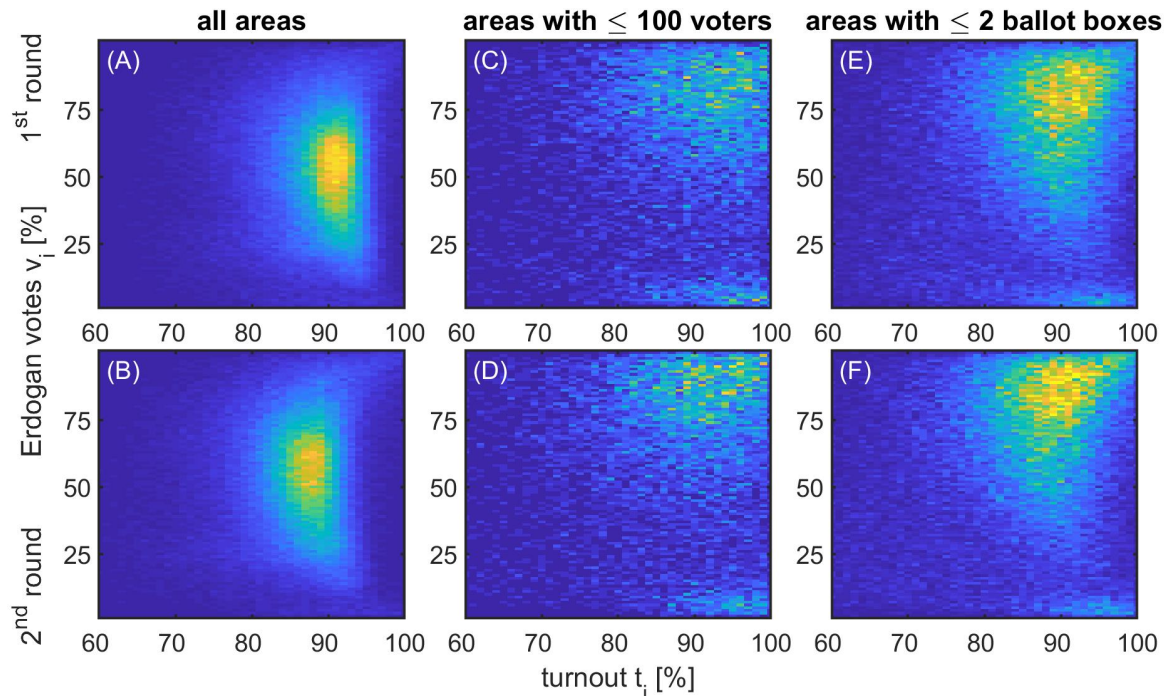 all areas
areas with ≤ 100 voters
areas with ≤ 2 ballot boxes
1st round
2nd round
Erdogan votes v_i [%]
(A)
75
50
25
60 70 80 90 100
(C)
75
50
25
60 70 80 90 100
(E)
75
50
25
60 70 80 90 100
(B)
75
50
25
60 70 80 90 100
(D)
75
50
25
60 70 80 90 100
(F)
75
50
25
60 70 80 90 100
turnout t_i [%]